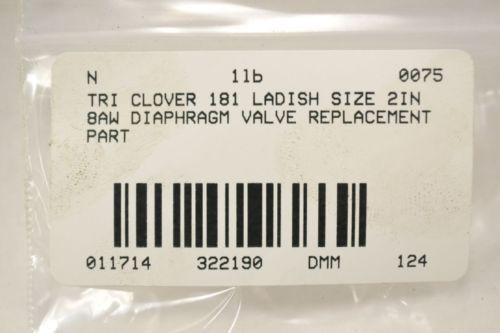 N 1lb 0075
TRI CLOVER 181 LADISH SIZE 2IN
8AW DIAPHRAGM VALVE REPLACEMENT
PART
011714 322190 DMM 124